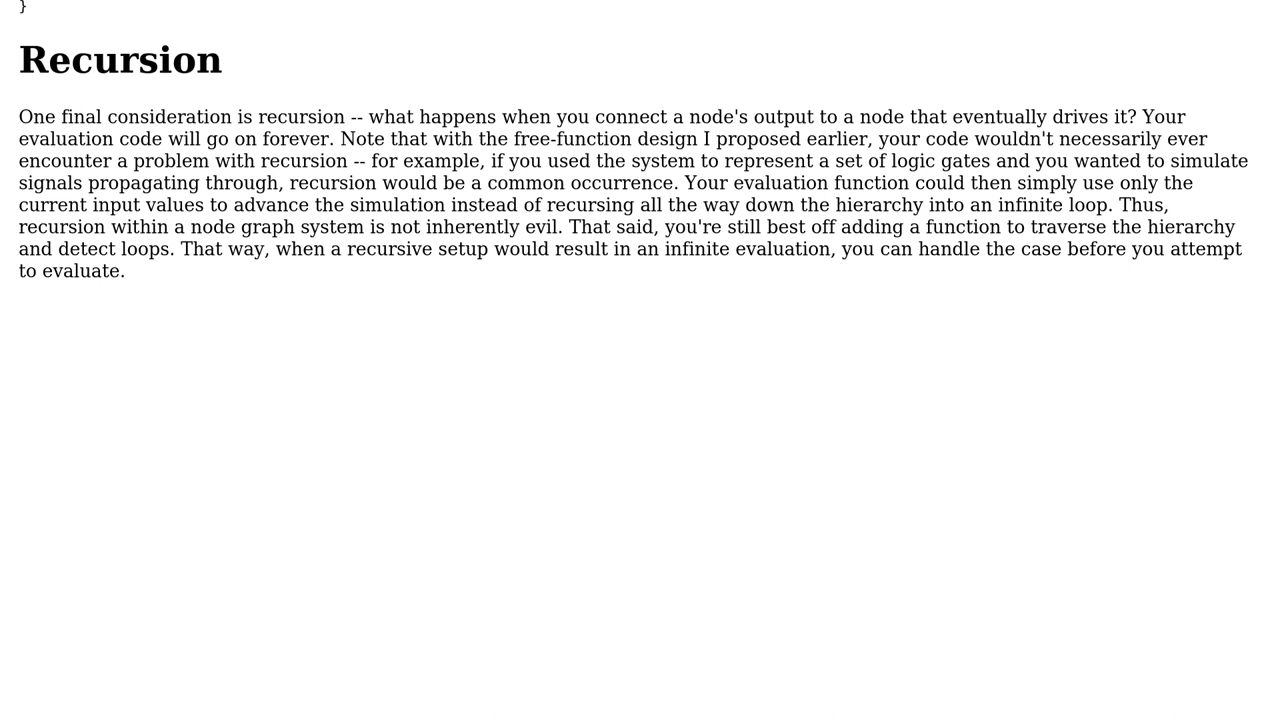 }
Recursion
One final consideration is recursion -- what happens when you connect a node's output to a node that eventually drives it? Your
evaluation code will go on forever. Note that with the free-function design I proposed earlier, your code wouldn't necessarily ever
encounter a problem with recursion -- for example, if you used the system to represent a set of logic gates and you wanted to simulate
signals propagating through, recursion would be a common occurrence. Your evaluation function could then simply use only the
current input values to advance the simulation instead of recursing all the way down the hierarchy into an infinite loop. Thus,
recursion within a node graph system is not inherently evil. That said, you're still best off adding a function to traverse the hierarchy
and detect loops. That way, when a recursive setup would result in an infinite evaluation, you can handle the case before you attempt
to evaluate.